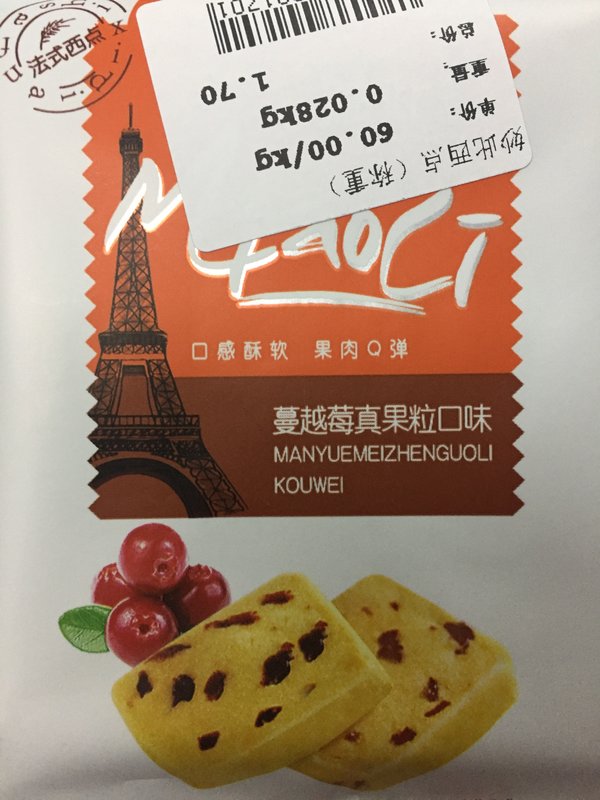 法式西点
妙此西点（称重）
单价: 60.00/kg
重量: 0.028kg
总价: 1.70
口感酥软 果肉Q弹
蔓越莓真果粒口味
MANYUEMEIZHENGUOLI
KOUWEI